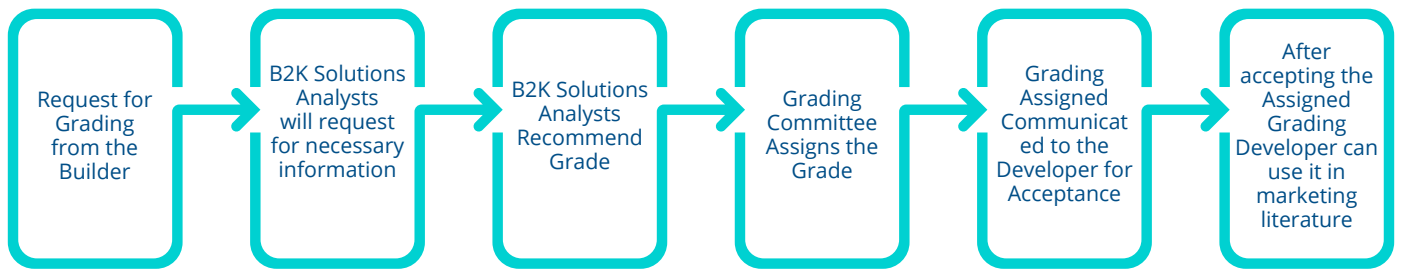 Request for
Grading
from the
Builder
B2K Solutions
Analysts
will request
for necessary
information
B2K Solutions
Analysts
Recommend
Grade
Grading
Committee
Assigns the
Grade
Grading
Assigned
Communicat
ed to the
Developer for
Acceptance
After
accepting the
Assigned
Grading
Developer can
use it in
marketing
literature